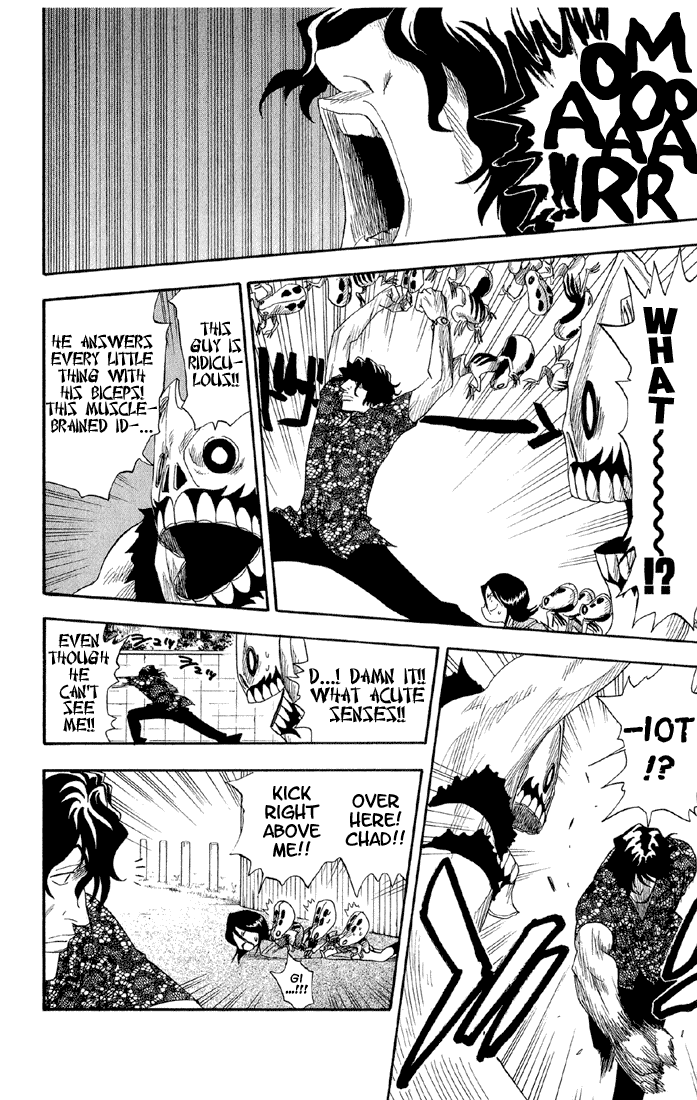 MOOOAAAARRR!!
WHAT~~~~~!?
THIS
GUY IS
RIDICU-
LOUS!!
HE ANSWERS
EVERY LITTLE
THING WITH
HIS BICEPS!
THIS MUSCLE-
BRAINED ID-...
-IOT
!?
D...! DAMN IT!!
WHAT ACUTE
SENSES!!
EVEN
THOUGH
HE
CAN'T
SEE
ME!!
OVER
HERE!
CHAD!!
KICK
RIGHT
ABOVE
ME!!
GI
...!!!